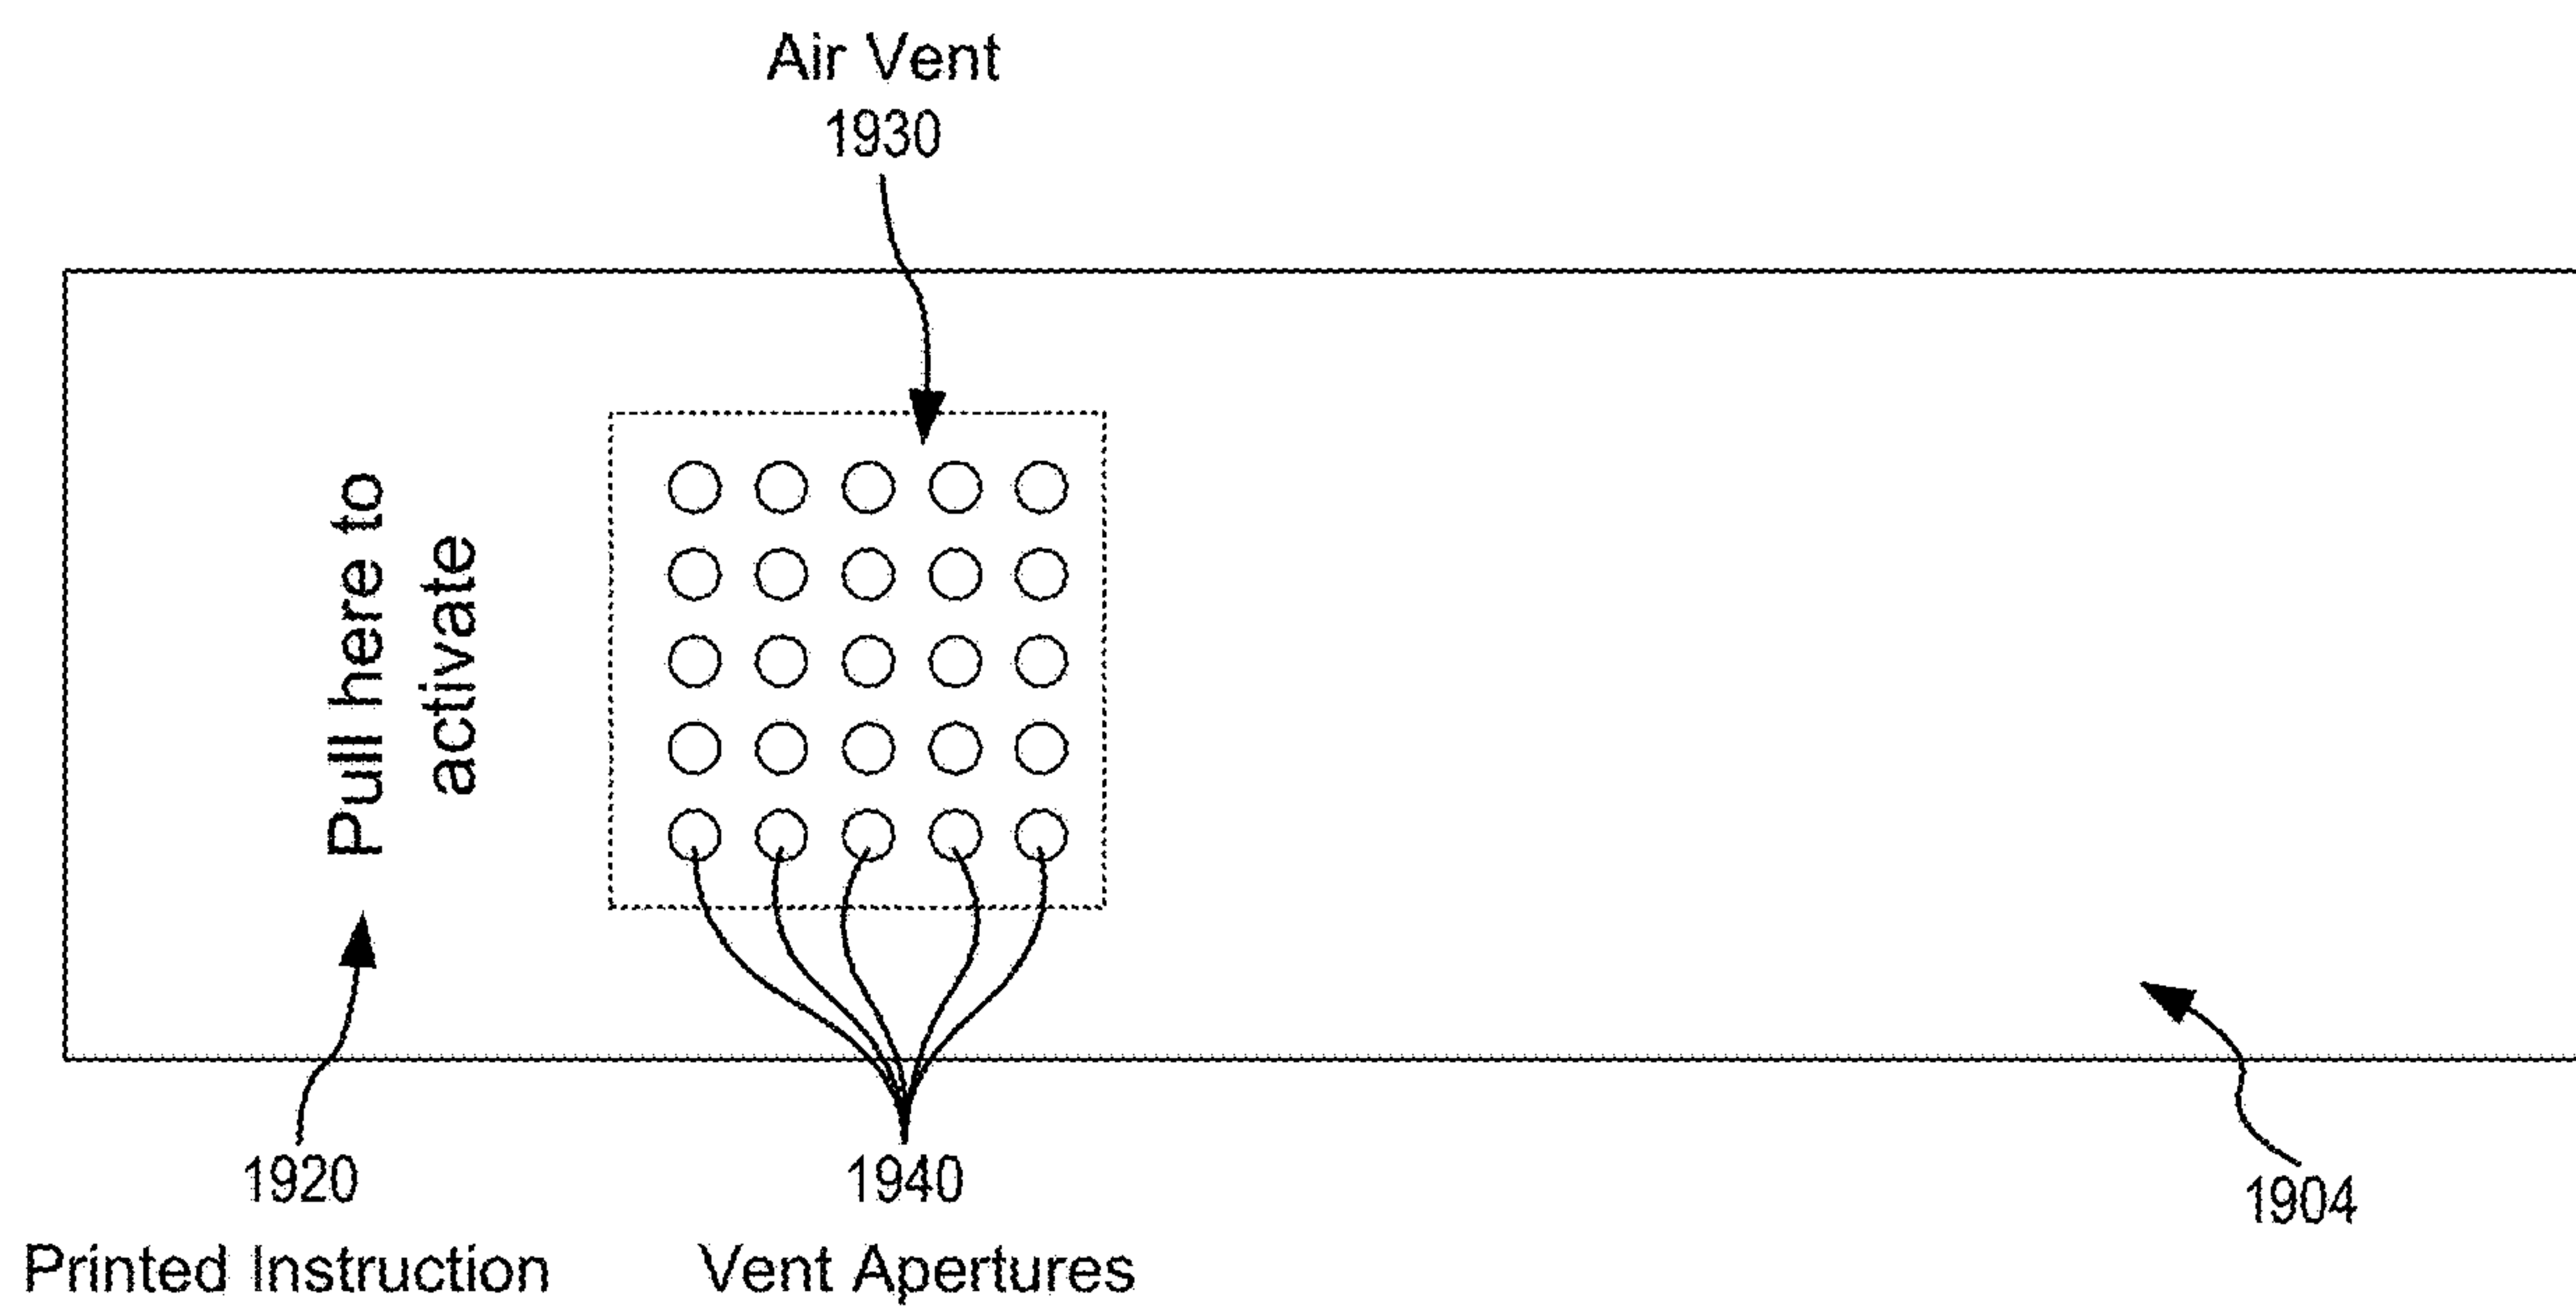 Air Vent
1930
Pull here to
activate
1920
Printed Instruction
1940
Vent Apertures
1904